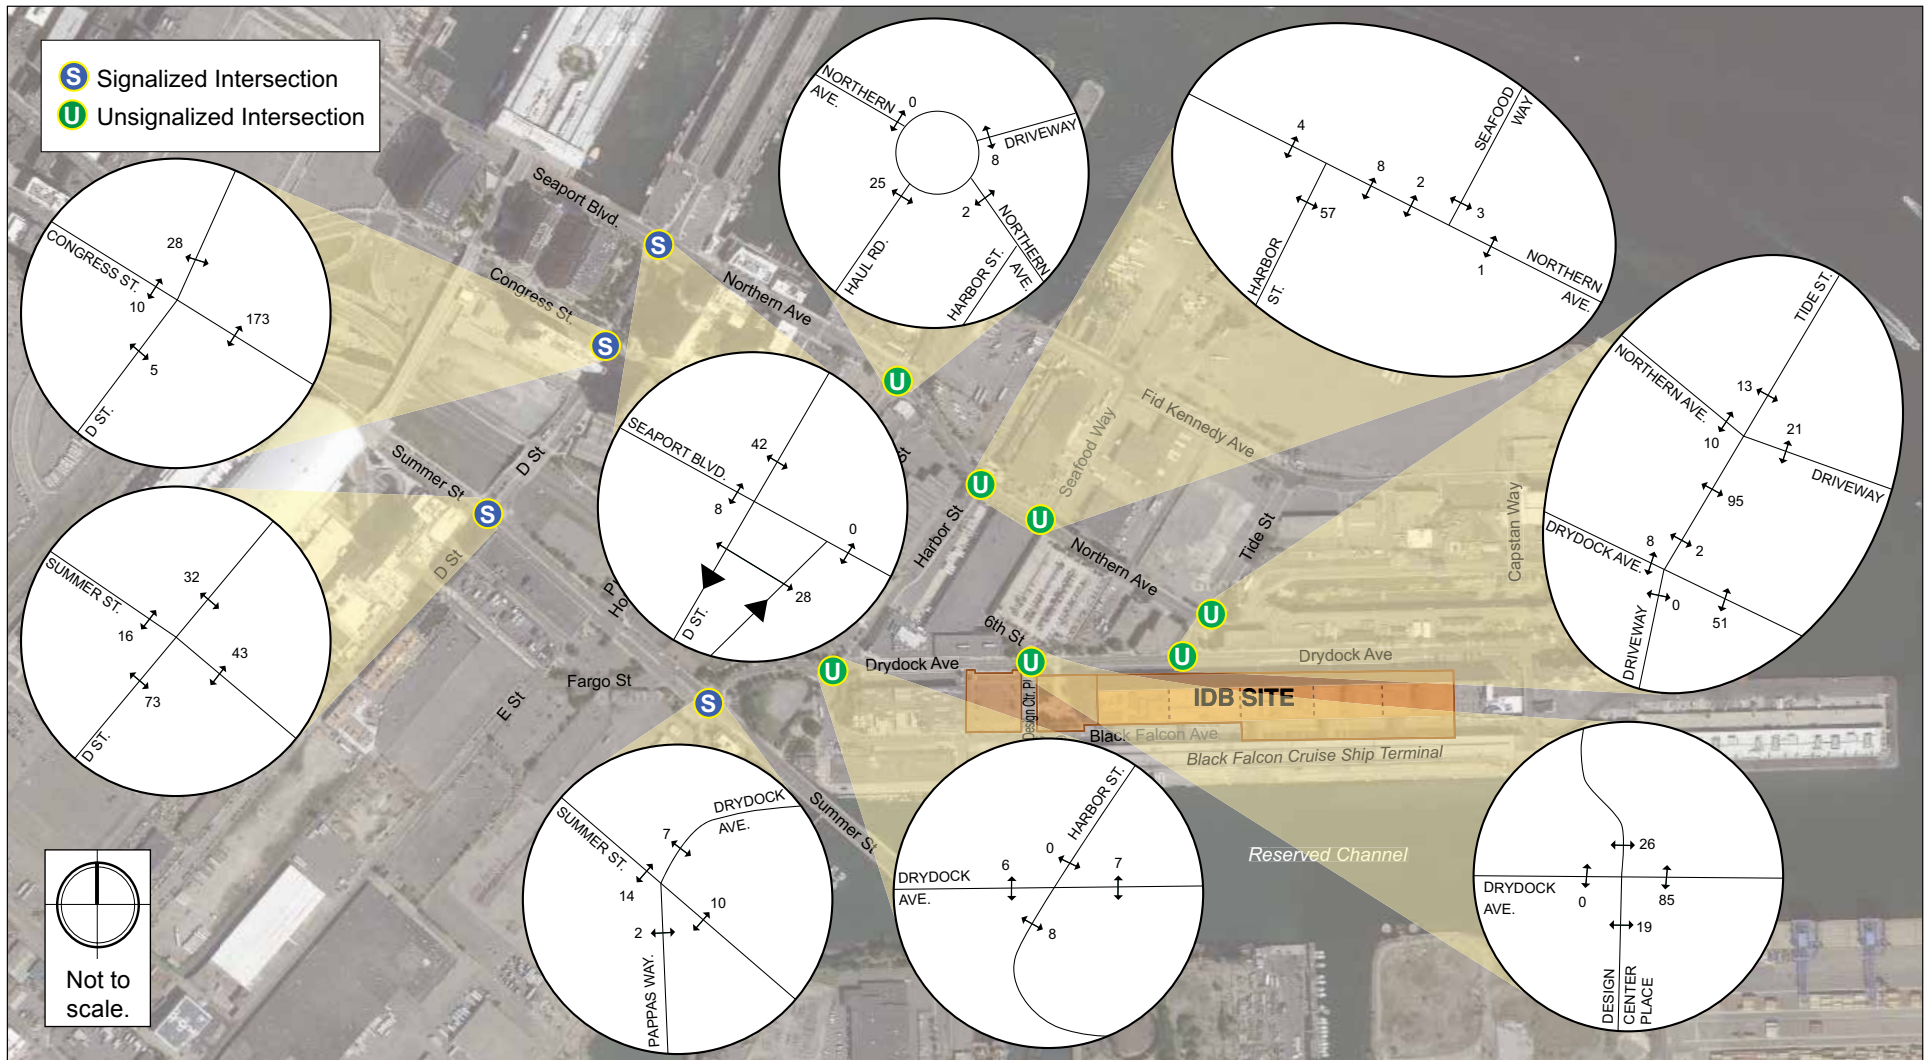 S Signalized Intersection
U Unsignalized Intersection
NORTHERN
AVE.
0
DRIVEWAY
8
25
2
HAUL RD.
HARBOR ST.
NORTHERN
AVE.
4
8
2
3
1
57
SEAFOOD
WAY
HARBOR
ST.
NORTHERN
AVE.
CONGRESS ST.
28
10
173
5
D ST.
Seaport Blvd.
S
Northern Ave
Congress St.
S
U
SEAPORT BLVD.
42
8
0
28
D ST.
St
Seafood Way
Fid Kennedy Ave
Capstan Way
TIDE ST.
NORTHERN AVE.
13
10
21
DRIVEWAY
95
DRYDOCK AVE.
8
2
0
51
DRIVEWAY
Summer St
D St
S
D St
SUMMER ST.
32
16
43
73
D ST.
U
U
Harbor St
Northern Ave
Tide St
U
U
6th St
U
U
Drydock Ave
Drydock Ave
Fargo St
E St
S
IDB SITE
Design Ctr. Pl
Black Falcon Ave
Black Falcon Cruise Ship Terminal
Summer St
Reserved Channel
SUMMER ST.
DRYDOCK
AVE.
7
14
10
2
PAPPAS WAY.
HARBOR ST.
DRYDOCK
AVE.
6
0
7
8
DRYDOCK
AVE.
26
0
85
19
DESIGN
CENTER
PLACE
Not to
scale.